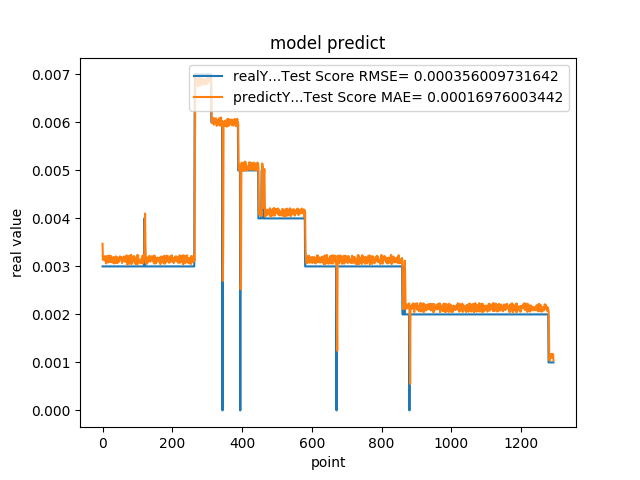 model predict
realY...Test Score RMSE= 0.000356009731642
predictY...Test Score MAE= 0.00016976003442
real value
0.007
0.006
0.005
0.004
0.003
0.002
0.001
0.000
0 200 400 600 800 1000 1200
point